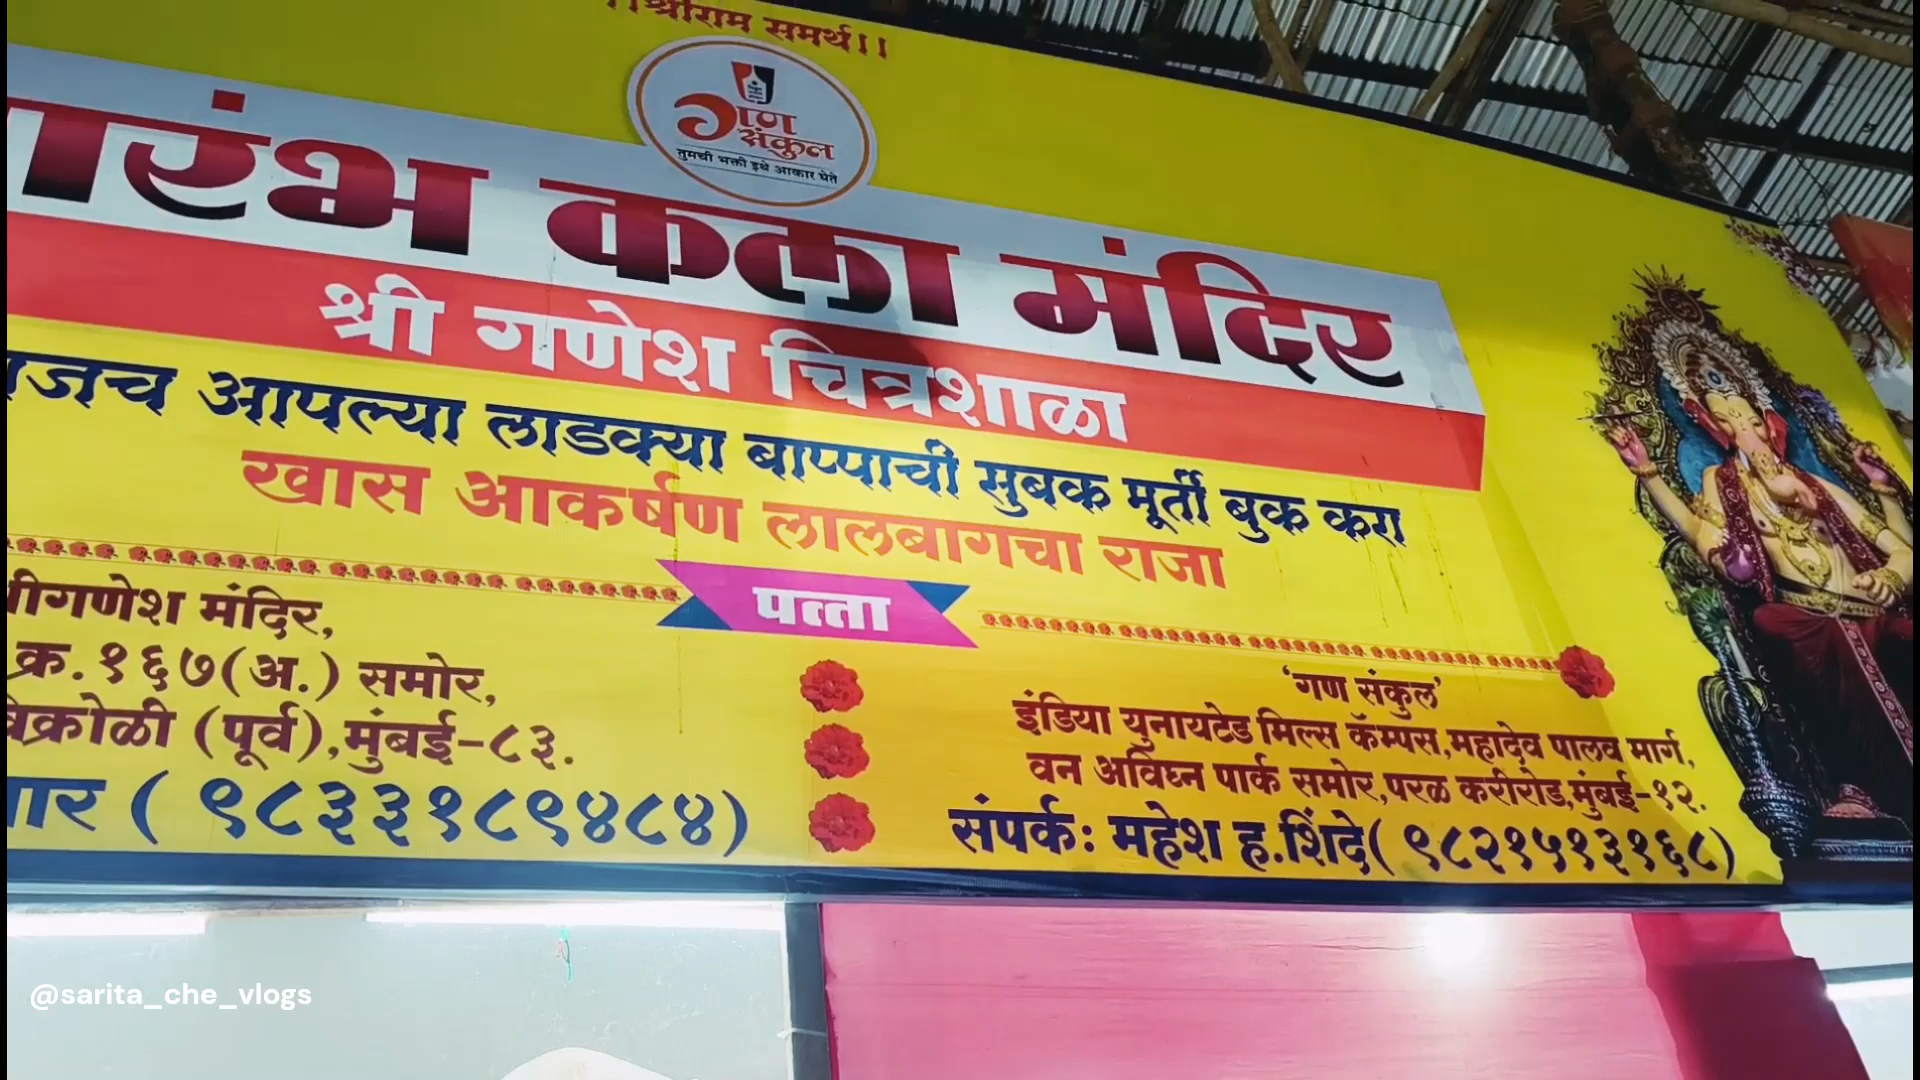 ।।श्रीराम समर्थ।।
गण
संकुल
तुमची भक्ती इथे आकार घेते
कला मंदिर
श्री गणेश चित्रशाळा
आपल्या लाडक्या बाप्पाची सुबक मूर्ती बुक करा
खास आकर्षण लालबागचा राजा
पत्ता
मंदिर,
क्र.१६७(अ.) समोर,
(पूर्व),मुंबई-८३.
( ९८३३१८९४८४)
'गण संकुल'
इंडिया युनायटेड मिल्स कॅम्पस,महादेव पालव मार्ग,
वन अविघ्न पार्क समोर,परळ करीरोड,मुंबई-१२.
संपर्क: महेश ह.शिंदे( ९८२१५१३१६८)
@sarita_che_vlogs